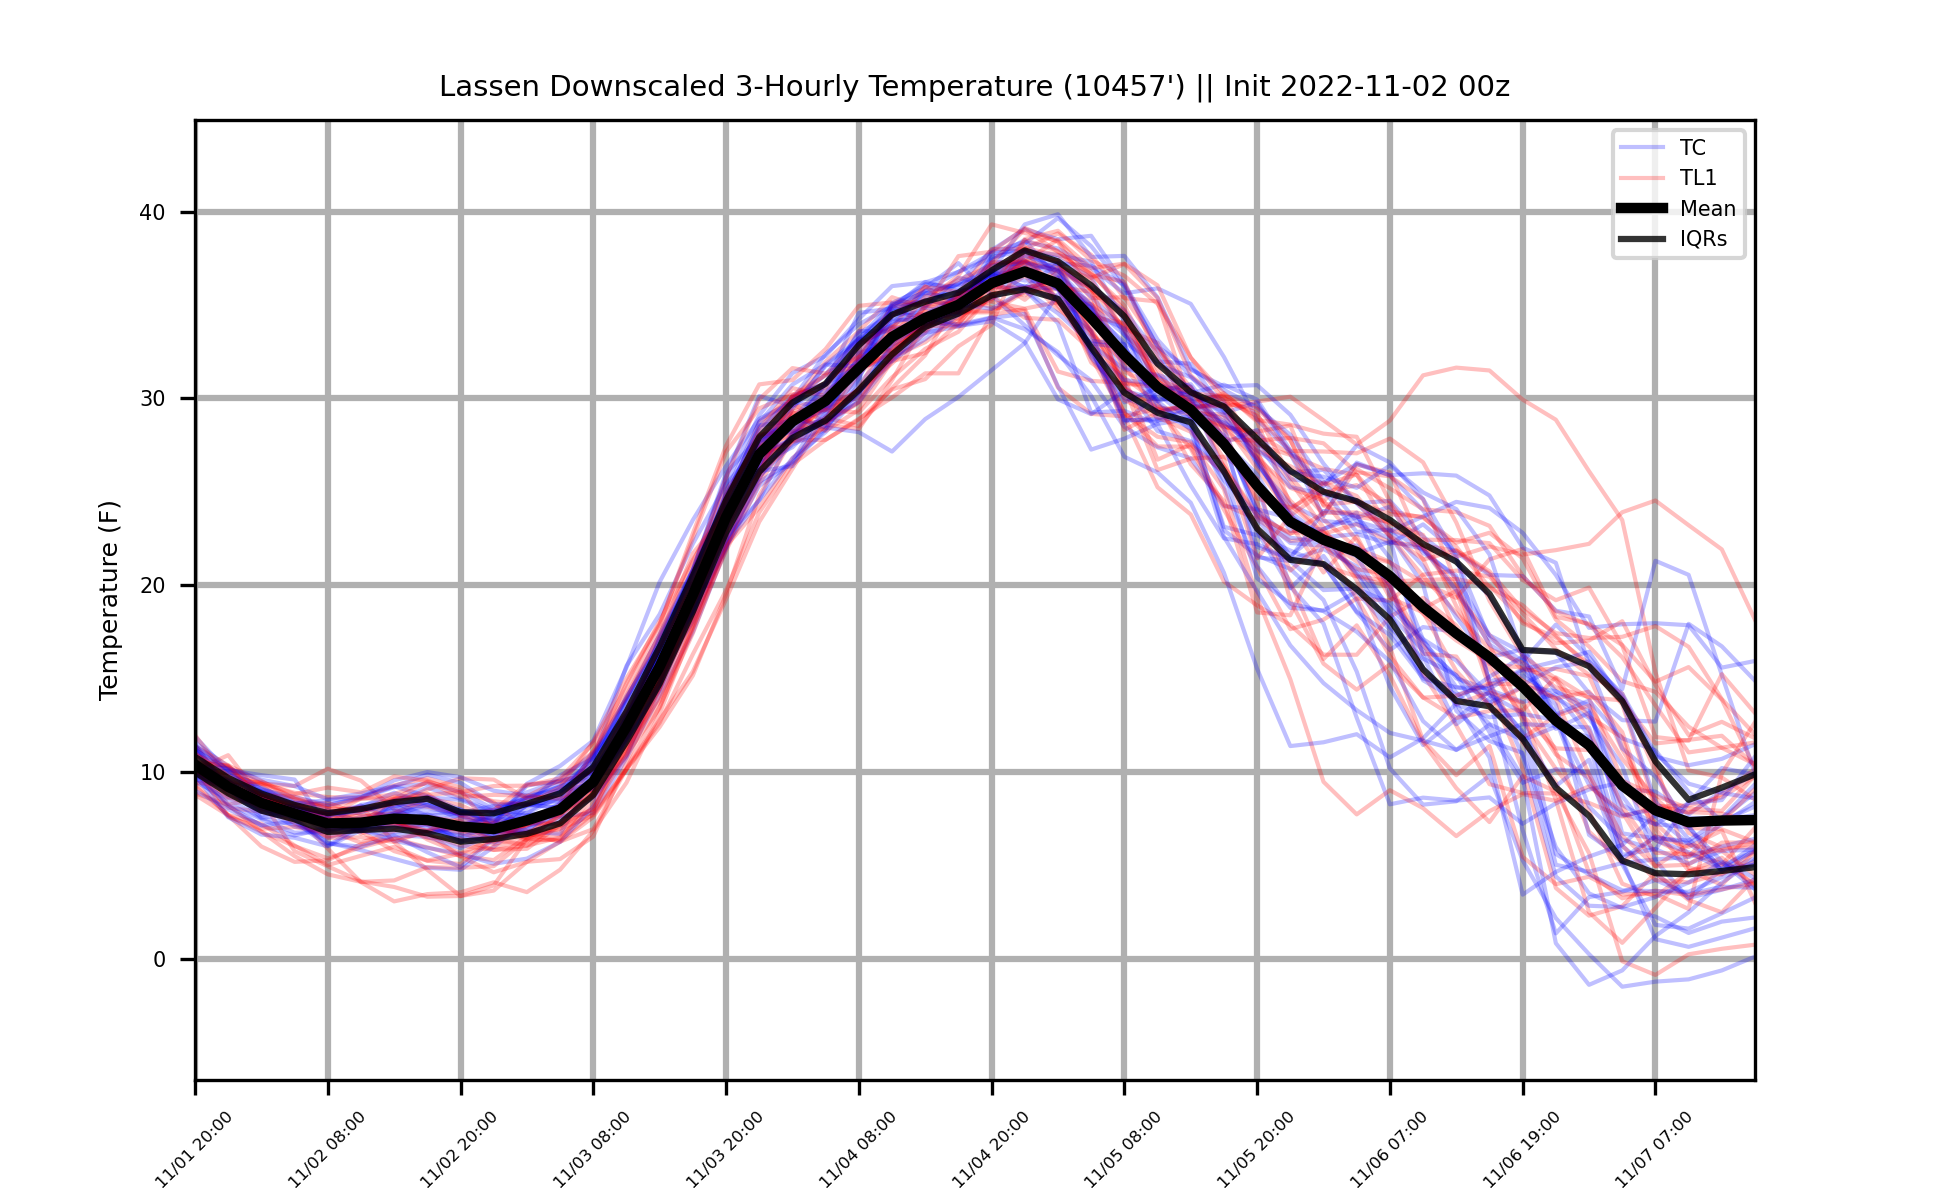 Lassen Downscaled 3-Hourly Temperature (10457') || Init 2022-11-02 00z
TC
TL1
Mean
IQRs
Temperature (F)
40
30
20
10
0
11/01 20:00
11/02 08:00
11/02 20:00
11/03 08:00
11/03 20:00
11/04 08:00
11/04 20:00
11/05 08:00
11/05 20:00
11/06 07:00
11/06 19:00
11/07 07:00